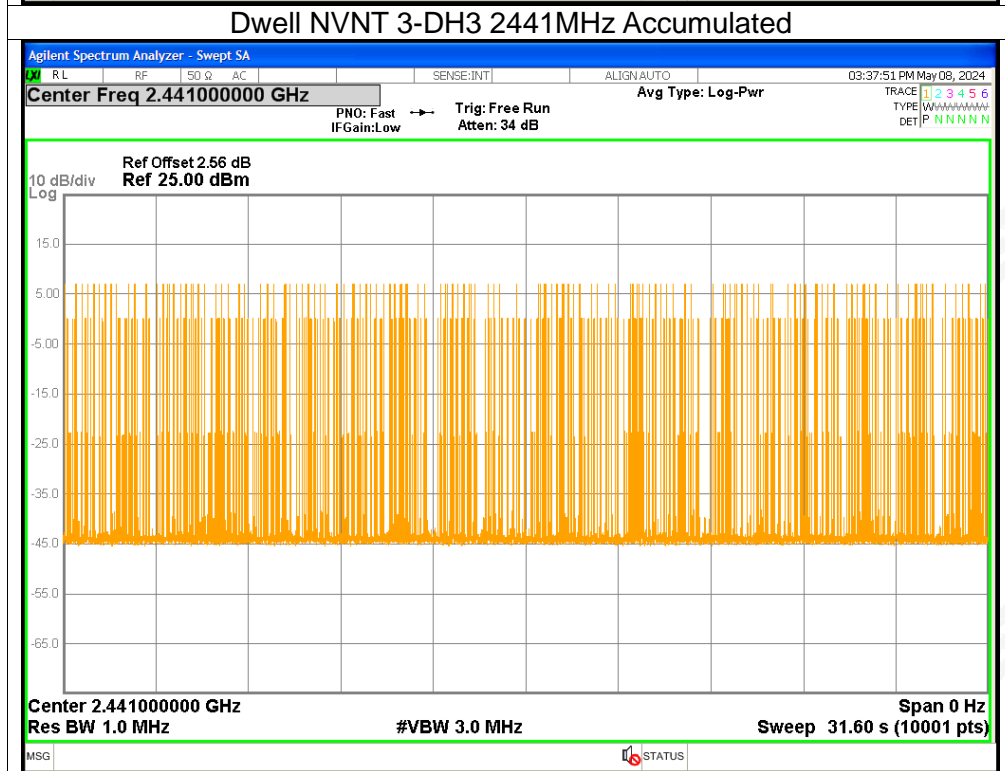 Dwell NVNT 3-DH3 2441MHz Accumulated
Agilent Spectrum Analyzer - Swept SA
LXI RL RF 50 Ω AC SENSE:INT ALIGN AUTO 03:37:51 PM May 08, 2024
Center Freq 2.441000000 GHz Avg Type: Log-Pwr TRACE 1 2 3 4 5 6
PNO: Fast Trig: Free Run TYPE WWWWWW
IFGain:Low Atten: 34 dB DET P N N N N N
Ref Offset 2.56 dB
10 dB/div Ref 25.00 dBm
Log
15.0
5.00
-5.00
-15.0
-25.0
-35.0
-45.0
-55.0
-65.0
Center 2.441000000 GHz Span 0 Hz
Res BW 1.0 MHz #VBW 3.0 MHz Sweep 31.60 s (10001 pts)
MSG STATUS